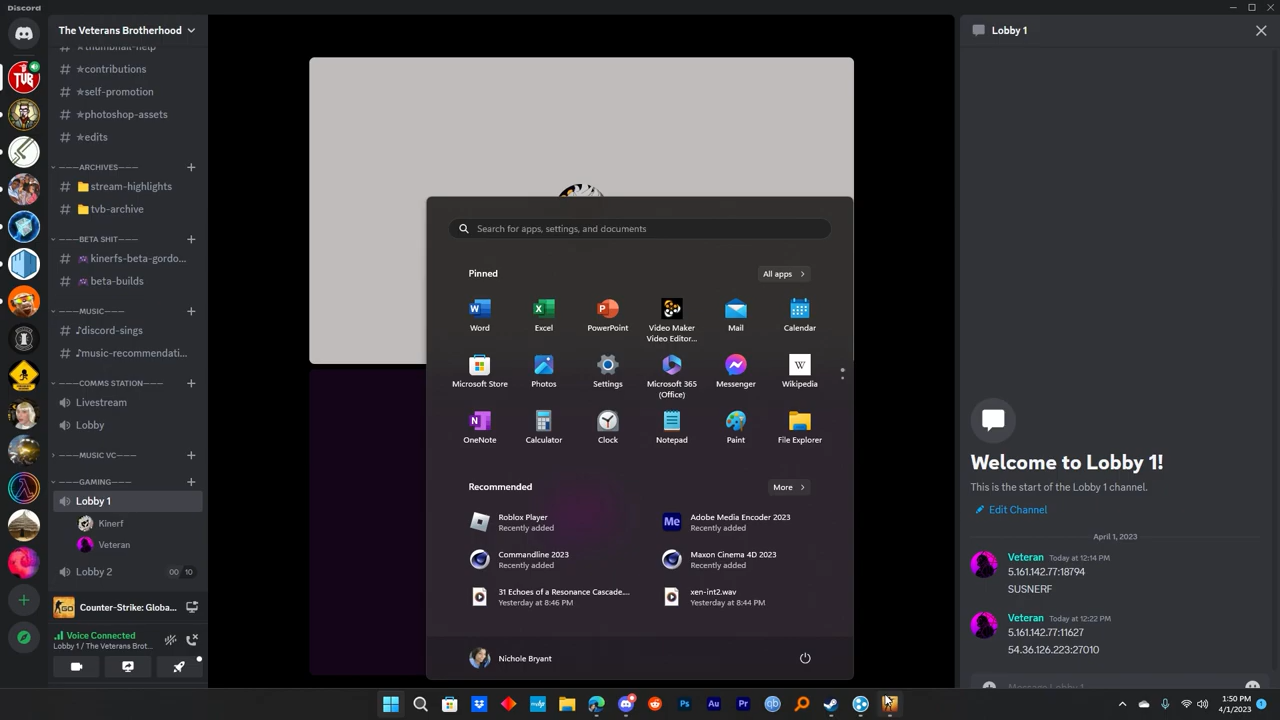 Discord
The Veterans Brotherhood
# ★thumbnail-help
# ★contributions
# ★self-promotion
# ★photoshop-assets
# ★edits
———ARCHIVES———
# stream-highlights
# tvb-archive
———BETA SHIT———
# kinerfs-beta-gordo...
# beta-builds
———MUSIC———
# ♪discord-sings
# ♪music-recommendati...
———COMMS STATION———
Livestream
Lobby
———MUSIC VC———
———GAMING———
Lobby 1
Kinerf
Veteran
Lobby 2 00 10
Counter-Strike: Globa...
Voice Connected
Lobby 1 / The Veterans Brot...
TVB
Search for apps, settings, and documents
Pinned
All apps
Word
Excel
PowerPoint
Video Maker
Video Editor...
Mail
Calendar
Microsoft Store
Photos
Settings
Microsoft 365
(Office)
Messenger
Wikipedia
OneNote
Calculator
Clock
Notepad
Paint
File Explorer
Recommended
More
Roblox Player
Recently added
Adobe Media Encoder 2023
Recently added
Commandline 2023
Recently added
Maxon Cinema 4D 2023
Recently added
31 Echoes of a Resonance Cascade....
Yesterday at 8:46 PM
xen-int2.wav
Yesterday at 8:44 PM
Nichole Bryant
Lobby 1
Welcome to Lobby 1!
This is the start of the Lobby 1 channel.
Edit Channel
April 1, 2023
Veteran Today at 12:14 PM
5.161.142.77:18794
SUSNERF
Veteran Today at 12:22 PM
5.161.142.77:11627
54.36.126.223:27010
Message Lobby 1
1:50 PM
4/1/2023